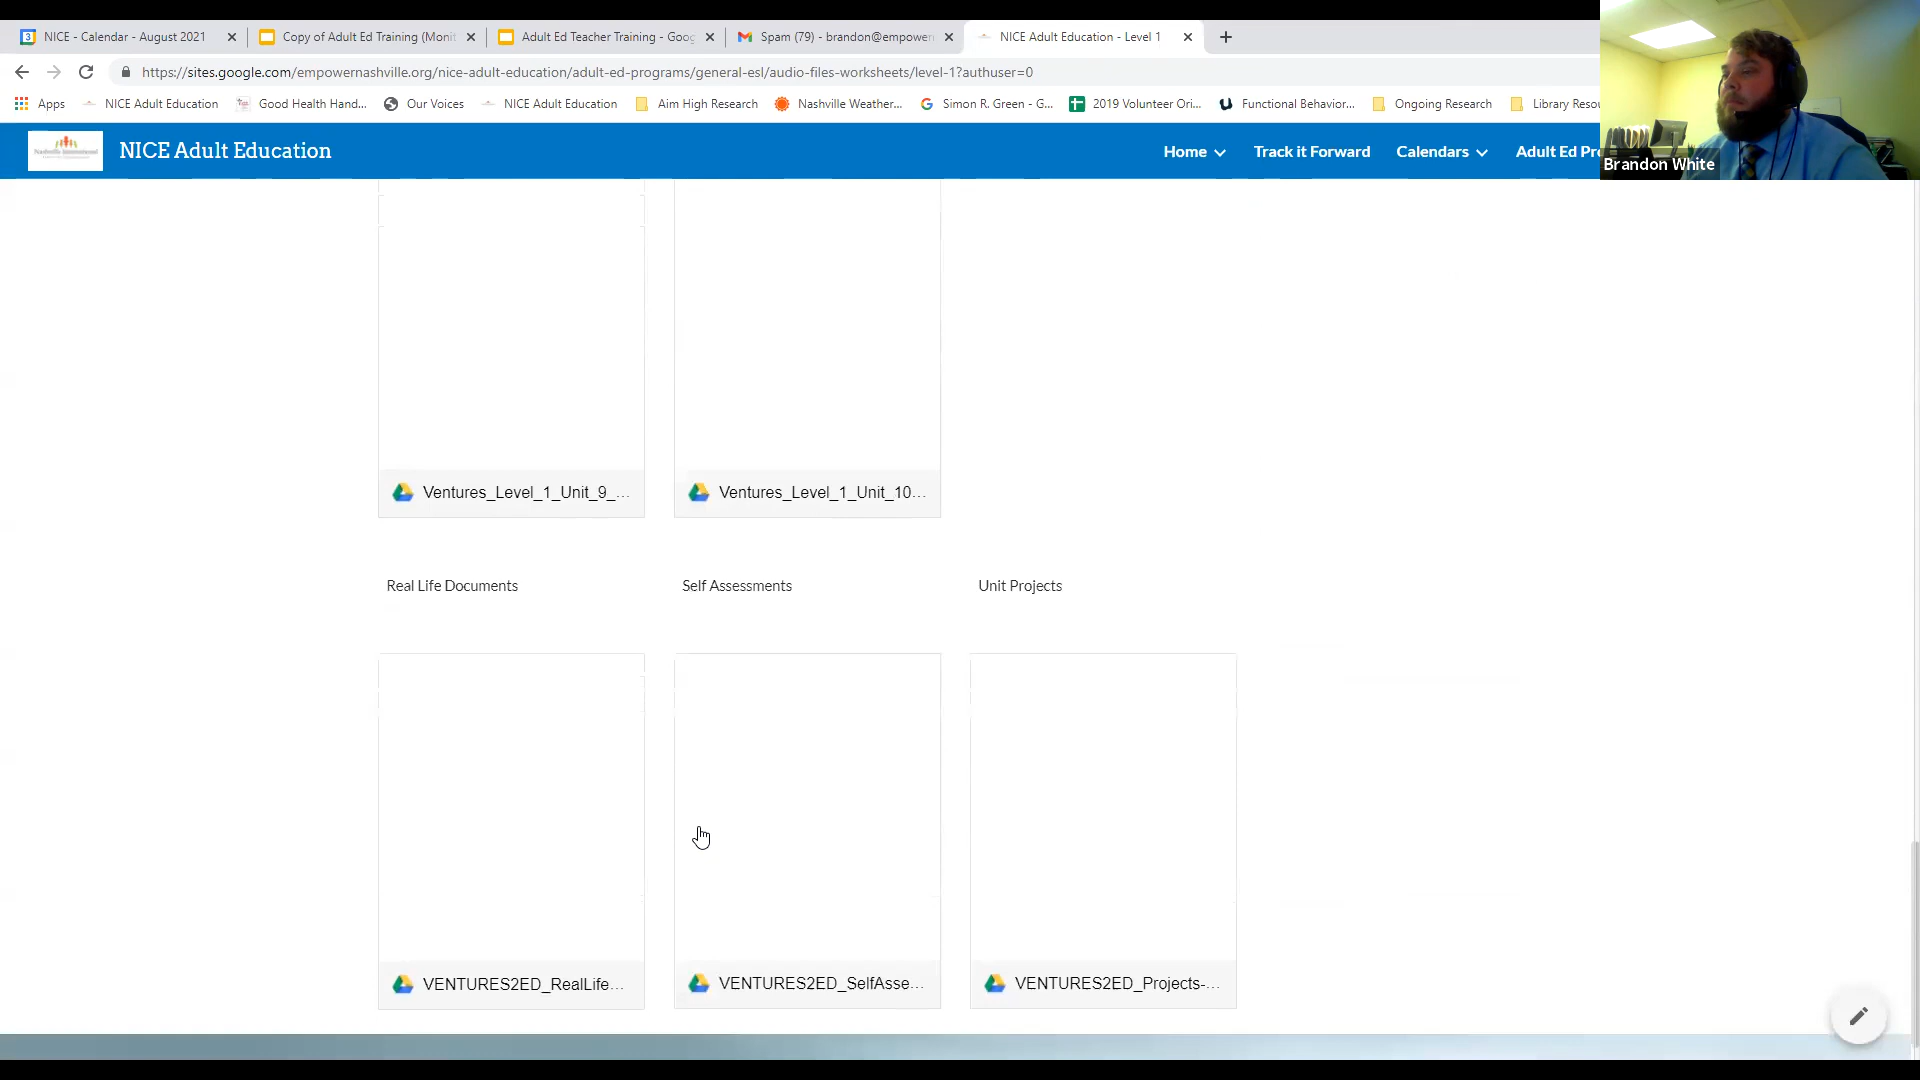 NICE - Calendar - August 2021
Copy of Adult Ed Training (Monit
Adult Ed Teacher Training - Goog
Spam (79) - brandon@empower
NICE Adult Education - Level 1
https://sites.google.com/empowernashville.org/nice-adult-education/adult-ed-programs/general-esl/audio-files-worksheets/level-1?authuser=0
Apps
NICE Adult Education
Good Health Hand...
Our Voices
NICE Adult Education
Aim High Research
Nashville Weather...
Simon R. Green - G...
2019 Volunteer Ori...
Functional Behavior...
Ongoing Research
Library Resou
NICE Adult Education
Home
Track it Forward
Calendars
Adult Ed Pr
Brandon White
Ventures_Level_1_Unit_9_...
Ventures_Level_1_Unit_10...
Real Life Documents
Self Assessments
Unit Projects
VENTURES2ED_RealLife...
VENTURES2ED_SelfAsse...
VENTURES2ED_Projects-...